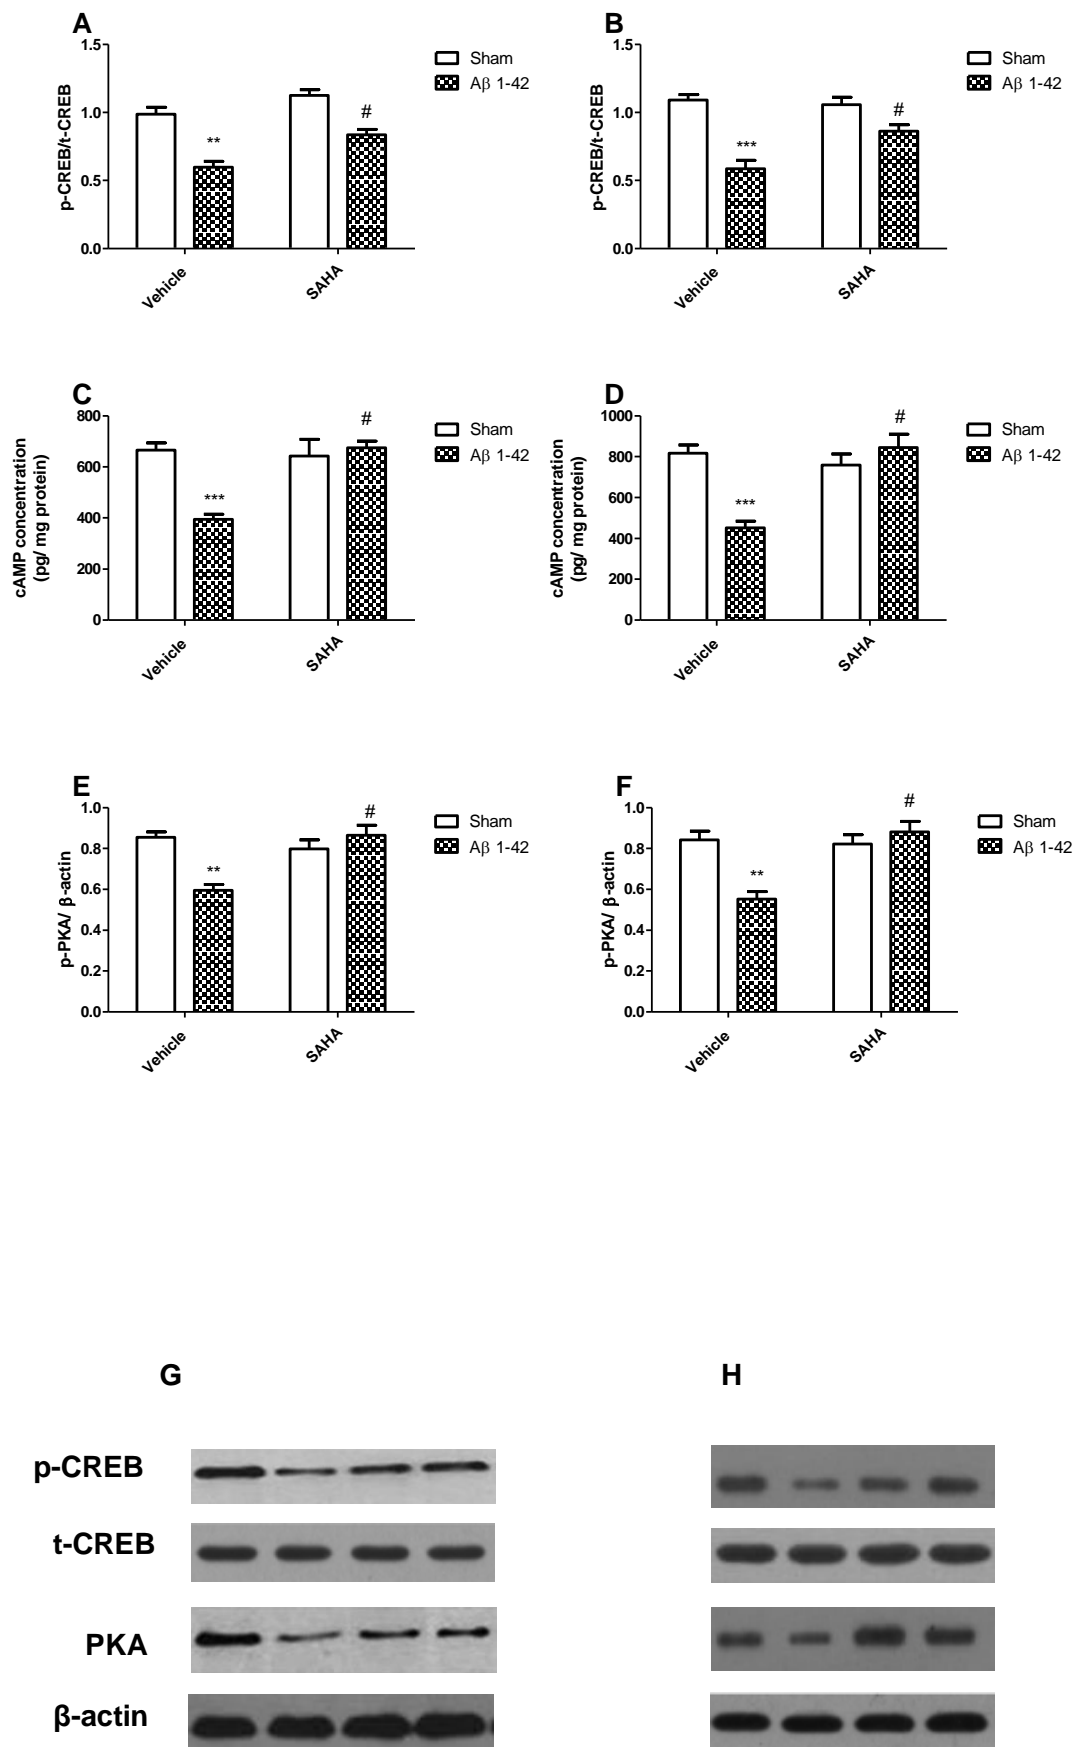 A
p-CREB/t-CREB
1.5
1.0
0.5
0.0
**
#
Vehicle
SAHA
Sham
Aβ 1-42
B
p-CREB/t-CREB
1.5
1.0
0.5
0.0
***
#
Vehicle
SAHA
Sham
Aβ 1-42
C
cAMP concentration
(pg/ mg protein)
800
600
400
200
0
***
#
Vehicle
SAHA
Sham
Aβ 1-42
D
cAMP concentration
(pg/ mg protein)
1000
800
600
400
200
0
***
#
Vehicle
SAHA
Sham
Aβ 1-42
E
p-PKA/ β-actin
1.0
0.8
0.6
0.4
0.2
0.0
**
#
Vehicle
SAHA
Sham
Aβ 1-42
F
p-PKA/ β-actin
1.0
0.8
0.6
0.4
0.2
0.0
**
#
Vehicle
SAHA
Sham
Aβ 1-42
G
H
p-CREB
t-CREB
PKA
β-actin